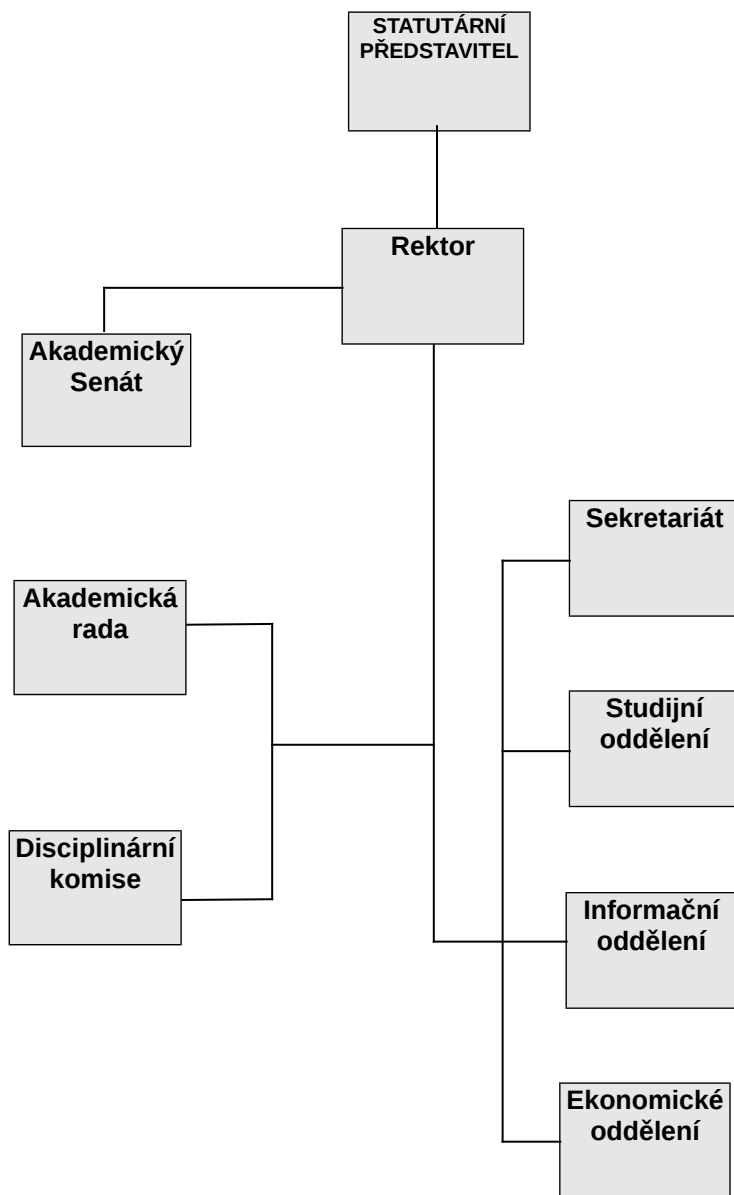 STATUTÁRNÍ
PŘEDSTAVITEL
Rektor
Akademický
Senát
Sekretariát
Akademická
rada
Studijní
oddělení
Disciplinární
komise
Informační
oddělení
Ekonomické
oddělení